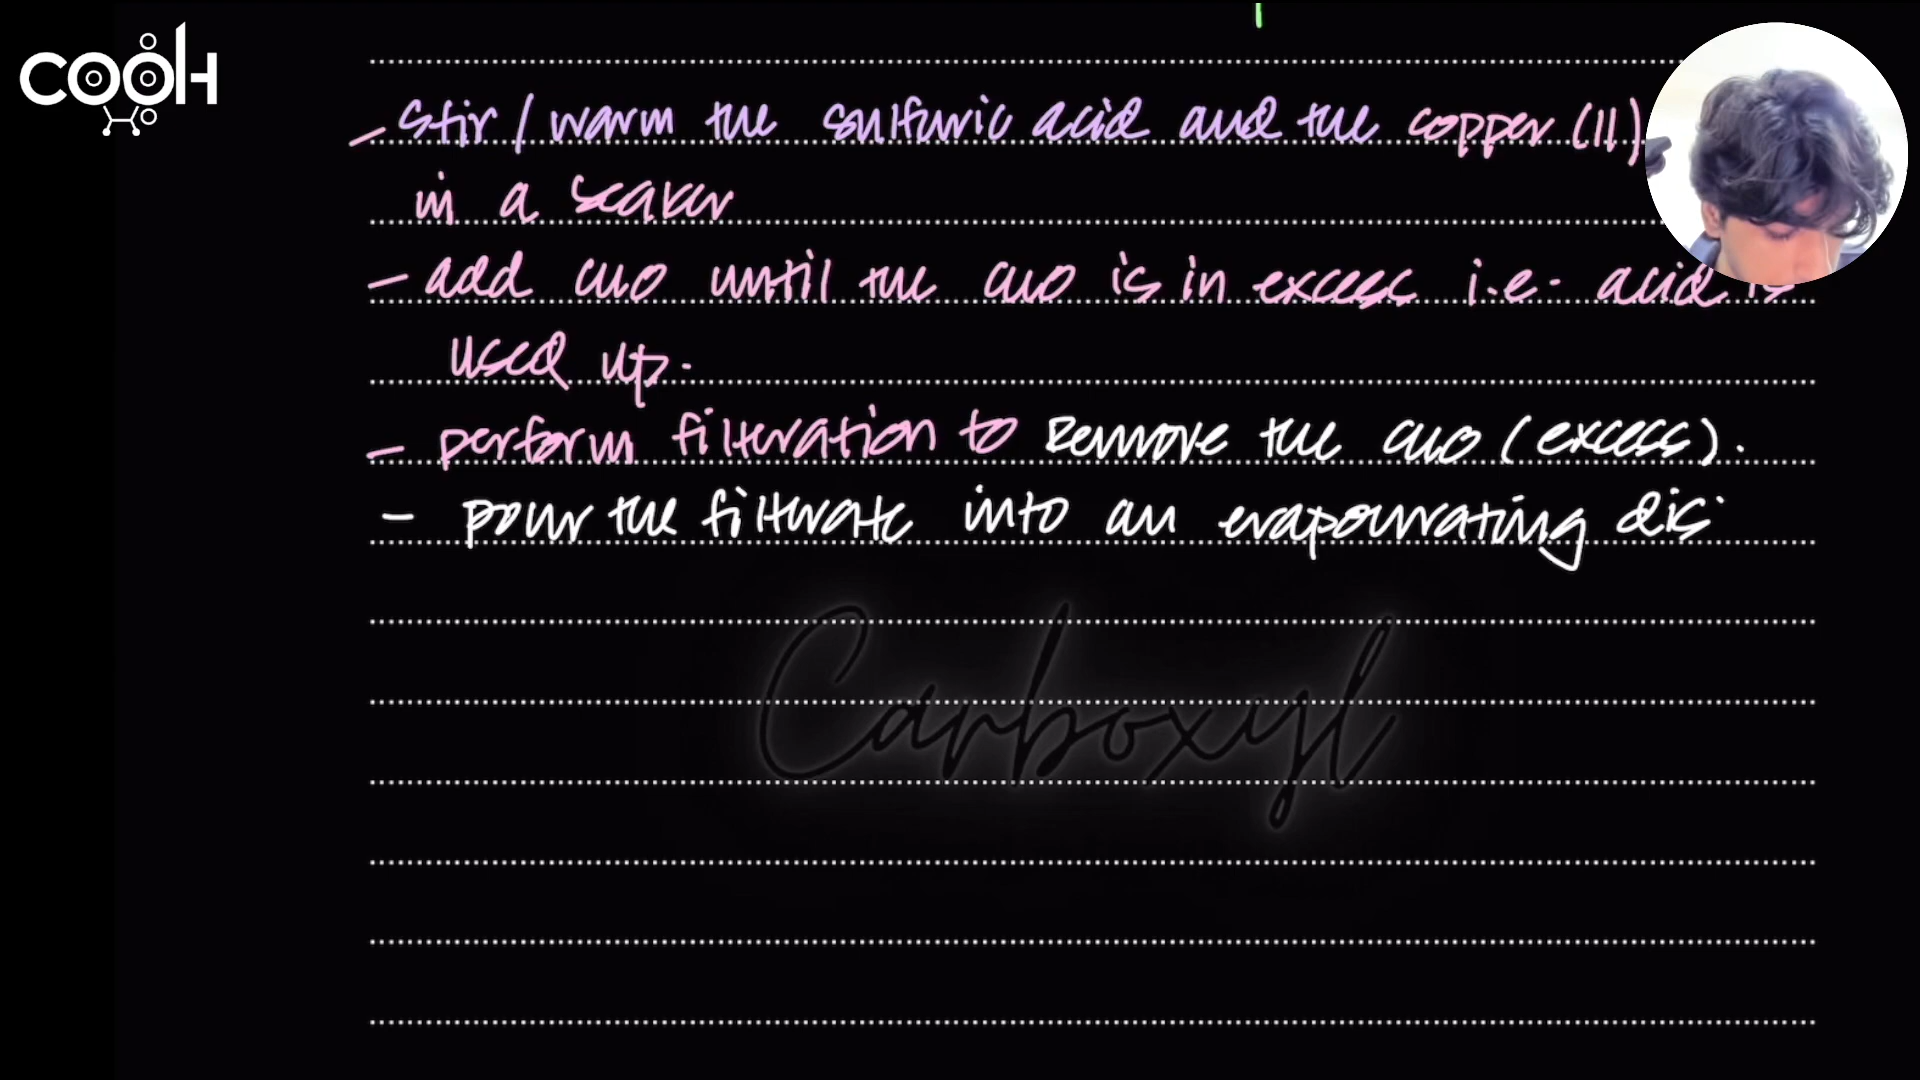 COOH
- stir / warm the sulfuric acid and the copper (II)
in a beaker
- add CuO until the CuO is in excess i.e. acid is
used up.
- perform filteration to Remove the CuO (excess).
- pour the filterate into an evapourating dis
Carboxyl